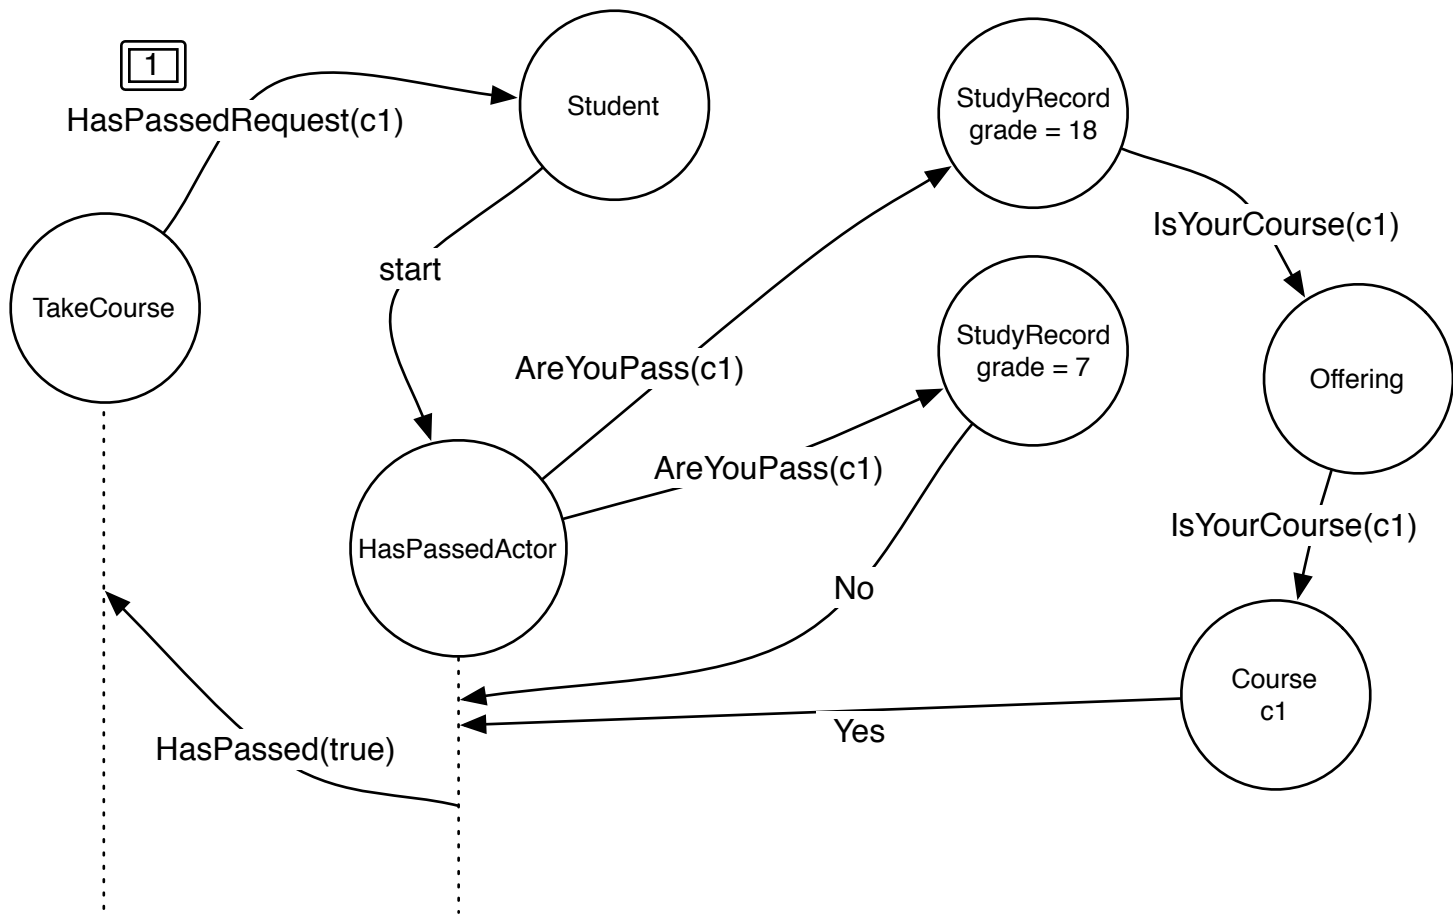 1
HasPassedRequest(c1)
Student
StudyRecord
grade = 18
IsYourCourse(c1)
start
TakeCourse
StudyRecord
grade = 7
AreYouPass(c1)
Offering
AreYouPass(c1)
IsYourCourse(c1)
HasPassedActor
No
Course
c1
Yes
HasPassed(true)